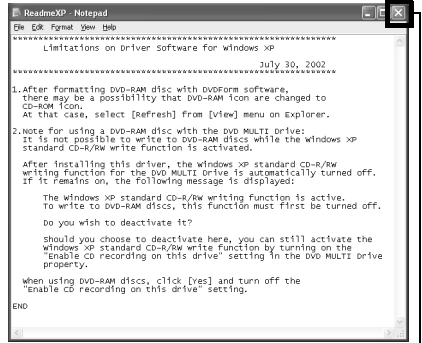 ReadmeXP - Notepad
File Edit Format View Help
************************************************************
Limitations on Driver Software for Windows XP
July 30, 2002
************************************************************
1.After formatting DVD-RAM disc with DVDForm software,
there may be a possibility that DVD-RAM icon are changed to
CD-ROM icon.
At that case, select [Refresh] from [View] menu on Explorer.
2.Note for using a DVD-RAM disc with the DVD MULTI Drive:
It is not possible to write to DVD-RAM discs while the Windows XP
standard CD-R/RW write function is activated.
After installing this driver, the Windows XP standard CD-R/RW
writing function for the DVD MULTI Drive is automatically turned off.
If it remains on, the following message is displayed:
The Windows XP standard CD-R/RW writing function is active.
To write to DVD-RAM discs, this function must first be turned off.
Do you wish to deactivate it?
Should you choose to deactivate here, you can still activate the
Windows XP standard CD-R/RW write function by turning on the
"Enable CD recording on this drive" setting in the DVD MULTI Drive
property.
When using DVD-RAM discs, click [Yes] and turn off the
"Enable CD recording on this drive" setting.
END